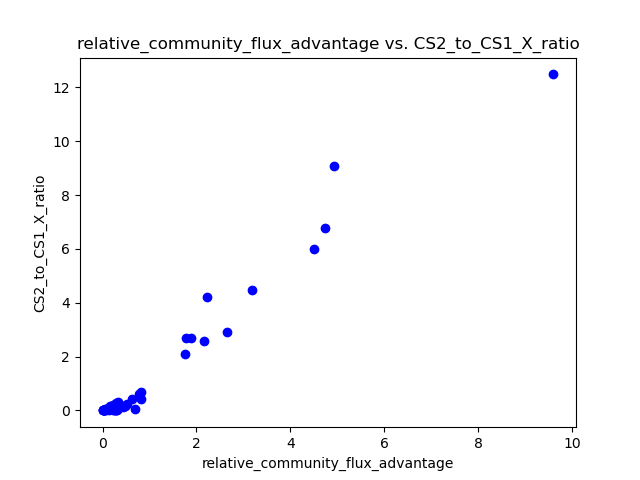 relative_community_flux_advantage vs. CS2_to_CS1_X_ratio
12
10
8
6
4
2
0
CS2_to_CS1_X_ratio
0 2 4 6 8 10
relative_community_flux_advantage